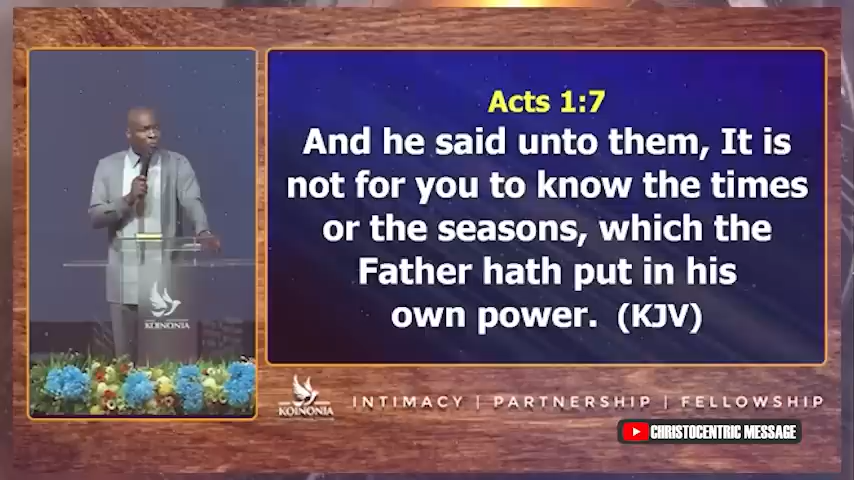 Acts 1:7
And he said unto them, It is
not for you to know the times
or the seasons, which the
Father hath put in his
own power. (KJV)
KOINONIA
KOINONIA
INTIMACY | PARTNERSHIP | FELLOWSHIP
CHRISTOCENTRIC MESSAGE